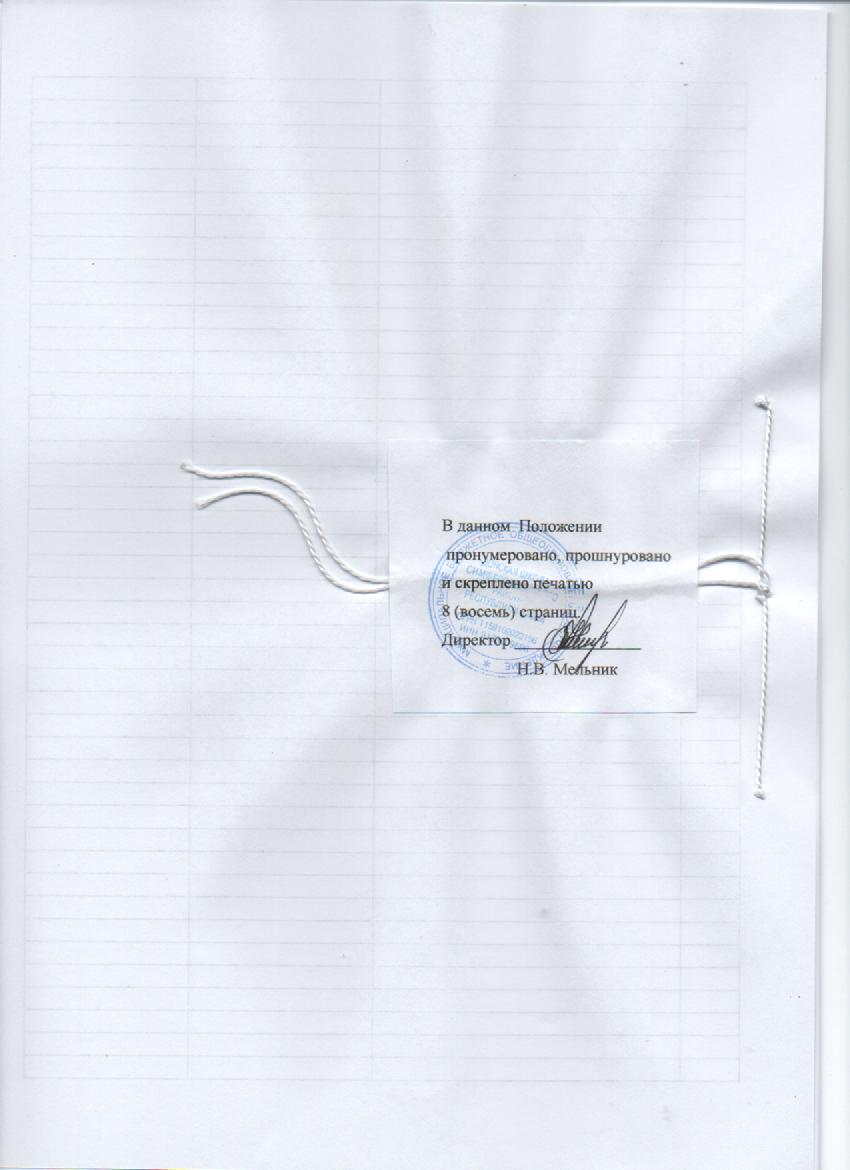 В данном Положении
пронумеровано, прошнуровано
и скреплено печатью
8 (восемь) страниц.
Директор
Н.В. Мельник